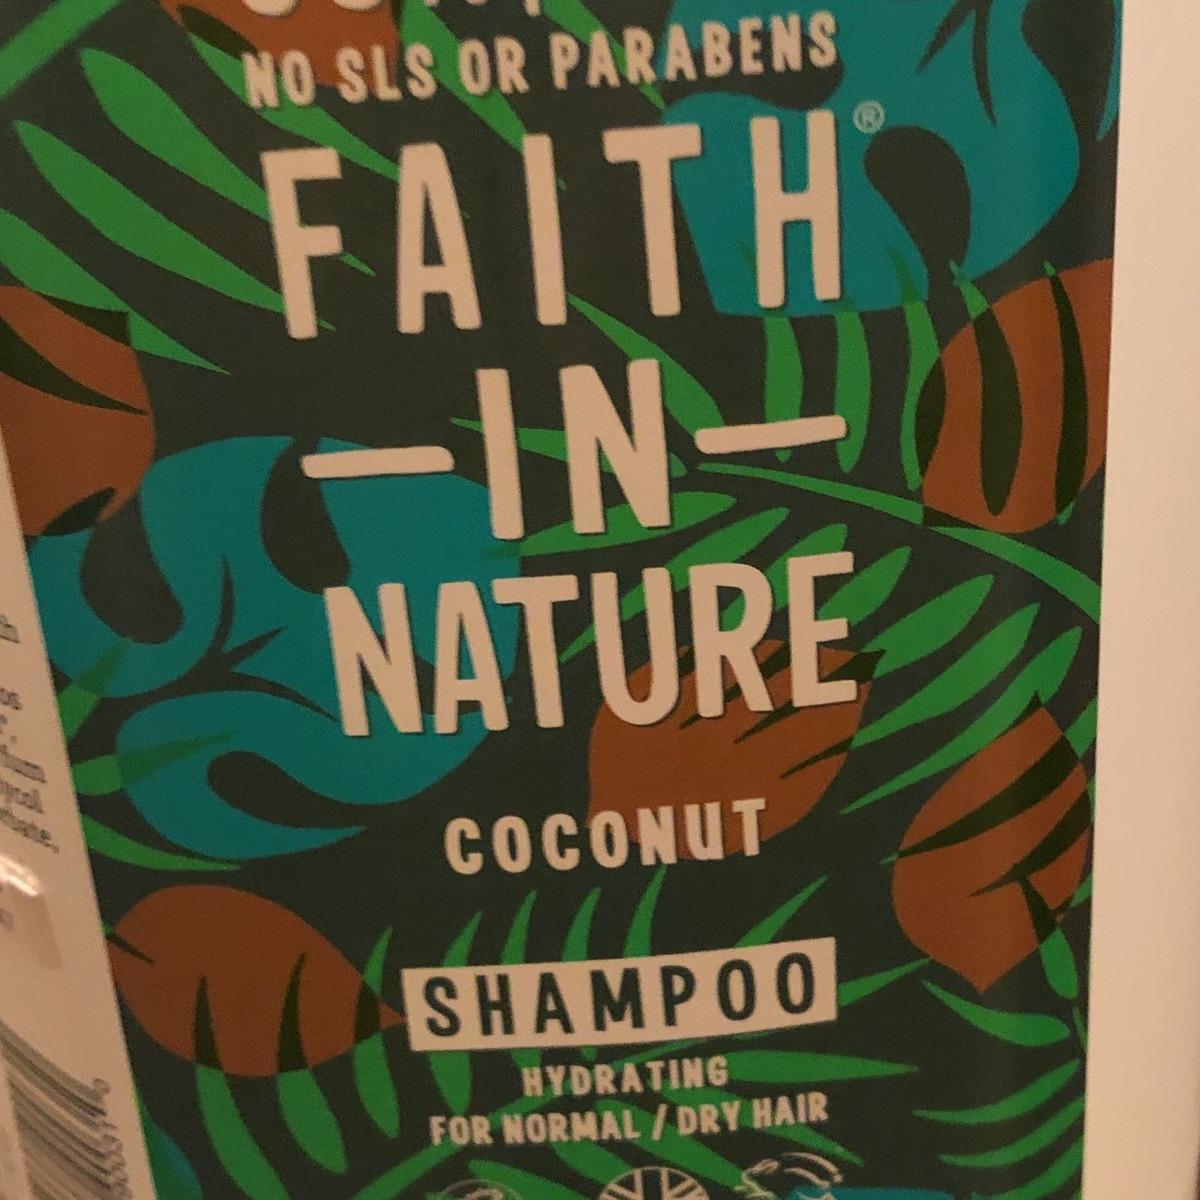 NO SLS OR PARABENS
FAITH®
—IN—
NATURE
COCONUT
SHAMPOO
HYDRATING
FOR NORMAL / DRY HAIR